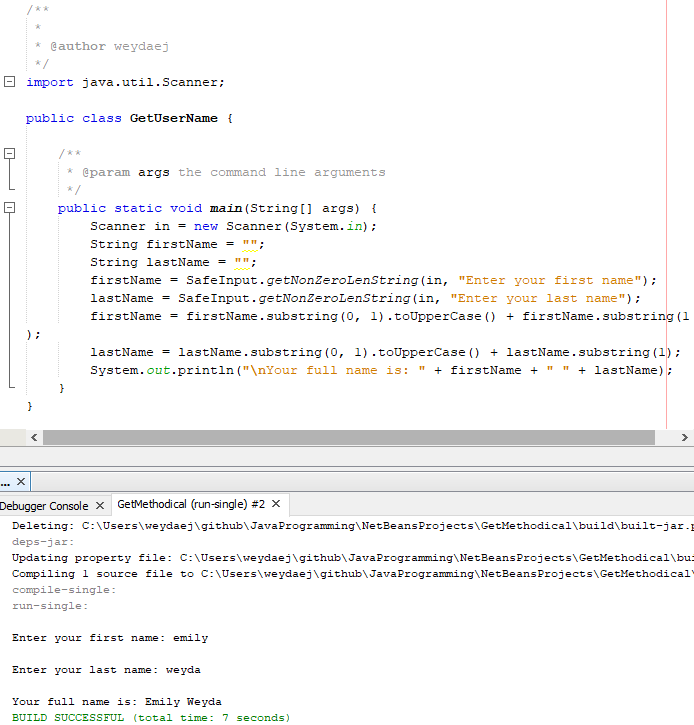 /**
 *
 * @author weydaej
 */
import java.util.Scanner;
public class GetUserName {
/**
 * @param args the command line arguments
 */
public static void main(String[] args) {
Scanner in = new Scanner(System.in);
String firstName = "";
String lastName = "";
firstName = SafeInput.getNonZeroLenString(in, "Enter your first name");
lastName = SafeInput.getNonZeroLenString(in, "Enter your last name");
firstName = firstName.substring(0, 1).toUpperCase() + firstName.substring(1
);
lastName = lastName.substring(0, 1).toUpperCase() + lastName.substring(1);
System.out.println("\nYour full name is: " + firstName + " " + lastName);
}
}
...
Debugger Console GetMethodical (run-single) #2
Deleting: C:\Users\weydaej\github\JavaProgramming\NetBeansProjects\GetMethodical\build\built-jar.p
deps-jar:
Updating property file: C:\Users\weydaej\github\JavaProgramming\NetBeansProjects\GetMethodical\bui
Compiling 1 source file to C:\Users\weydaej\github\JavaProgramming\NetBeansProjects\GetMethodical\
compile-single:
run-single:
Enter your first name: emily
Enter your last name: weyda
Your full name is: Emily Weyda
BUILD SUCCESSFUL (total time: 7 seconds)